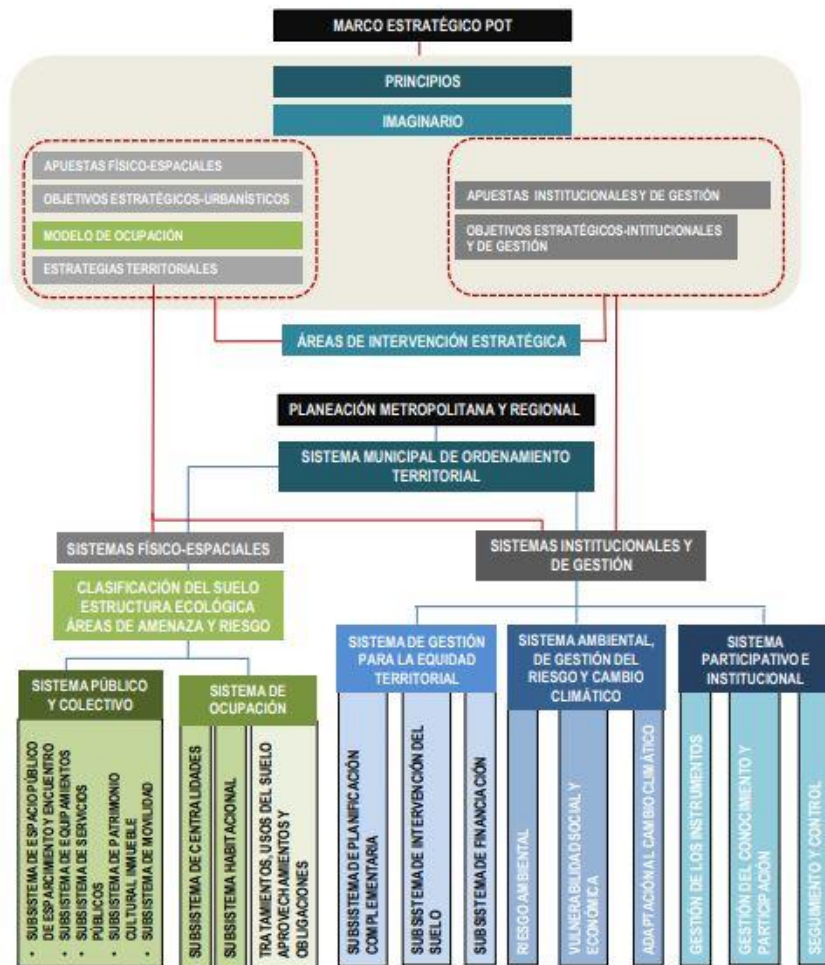 MARCO ESTRATÉGICO POT
PRINCIPIOS
IMAGINARIO
APUESTAS FÍSICO-ESPACIALES
OBJETIVOS ESTRATÉGICOS-URBANÍSTICOS
MODELO DE OCUPACIÓN
ESTRATEGIAS TERRITORIALES
APUESTAS INSTITUCIONALES Y DE GESTIÓN
OBJETIVOS ESTRATÉGICOS-INTITUCIONALES
Y DE GESTIÓN
ÁREAS DE INTERVENCIÓN ESTRATÉGICA
PLANEACIÓN METROPOLITANA Y REGIONAL
SISTEMA MUNICIPAL DE ORDENAMIENTO
TERRITORIAL
SISTEMAS FÍSICO-ESPACIALES
SISTEMAS INSTITUCIONALES Y
DE GESTIÓN
CLASIFICACIÓN DEL SUELO
ESTRUCTURA ECOLÓGICA
ÁREAS DE AMENAZA Y RIESGO
SISTEMA PÚBLICO
Y COLECTIVO
• SUBSISTEMA DE ESPACIO PÚBLICO
DE ESPARCIMIENTO Y ENCUENTRO
• SUBSISTEMA DE EQUIPAMIENTOS
• SUBSISTEMA DE SERVICIOS
PÚBLICOS
• SUBSISTEMA DE PATRIMONIO
CULTURAL INMUEBLE
• SUBSISTEMA DE MOVILIDAD
SISTEMA DE
OCUPACIÓN
SUBSISTEMA DE CENTRALIDADES
SUBSISTEMA HABITACIONAL
TRATAMIENTOS, USOS DEL SUELO
APROVECHAMIENTOS Y
OBLIGACIONES
SISTEMA DE GESTIÓN
PARA LA EQUIDAD
TERRITORIAL
SUBSISTEMA DE PLANIFICACIÓN
COMPLEMENTARIA
SUBSISTEMA DE INTERVENCIÓN DEL
SUELO
SUBSISTEMA DE FINANCIACIÓN
SISTEMA AMBIENTAL,
DE GESTIÓN DEL
RIESGO Y CAMBIO
CLIMÁTICO
RIESGO AMBIENTAL
VULNERABILIDAD SOCIAL Y
ECONÓMICA
ADAPTACIÓN AL CAMBIO CLIMÁTICO
SISTEMA
PARTICIPATIVO E
INSTITUCIONAL
GESTIÓN DE LOS INSTRUMENTOS
GESTIÓN DEL CONOCIMIENTO Y
PARTICIPACIÓN
SEGUIMIENTO Y CONTROL